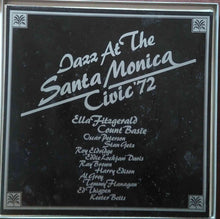 Jazz At The
Santa Monica
Civic '72
Ella Fitzgerald
Count Basie
Oscar Peterson
Stan Getz
Roy Eldridge
Eddie Lockjaw Davis
Ray Brown
Harry Edison
Al Grey
Tommy Flanagan
Ed Thigpen
Keeter Betts